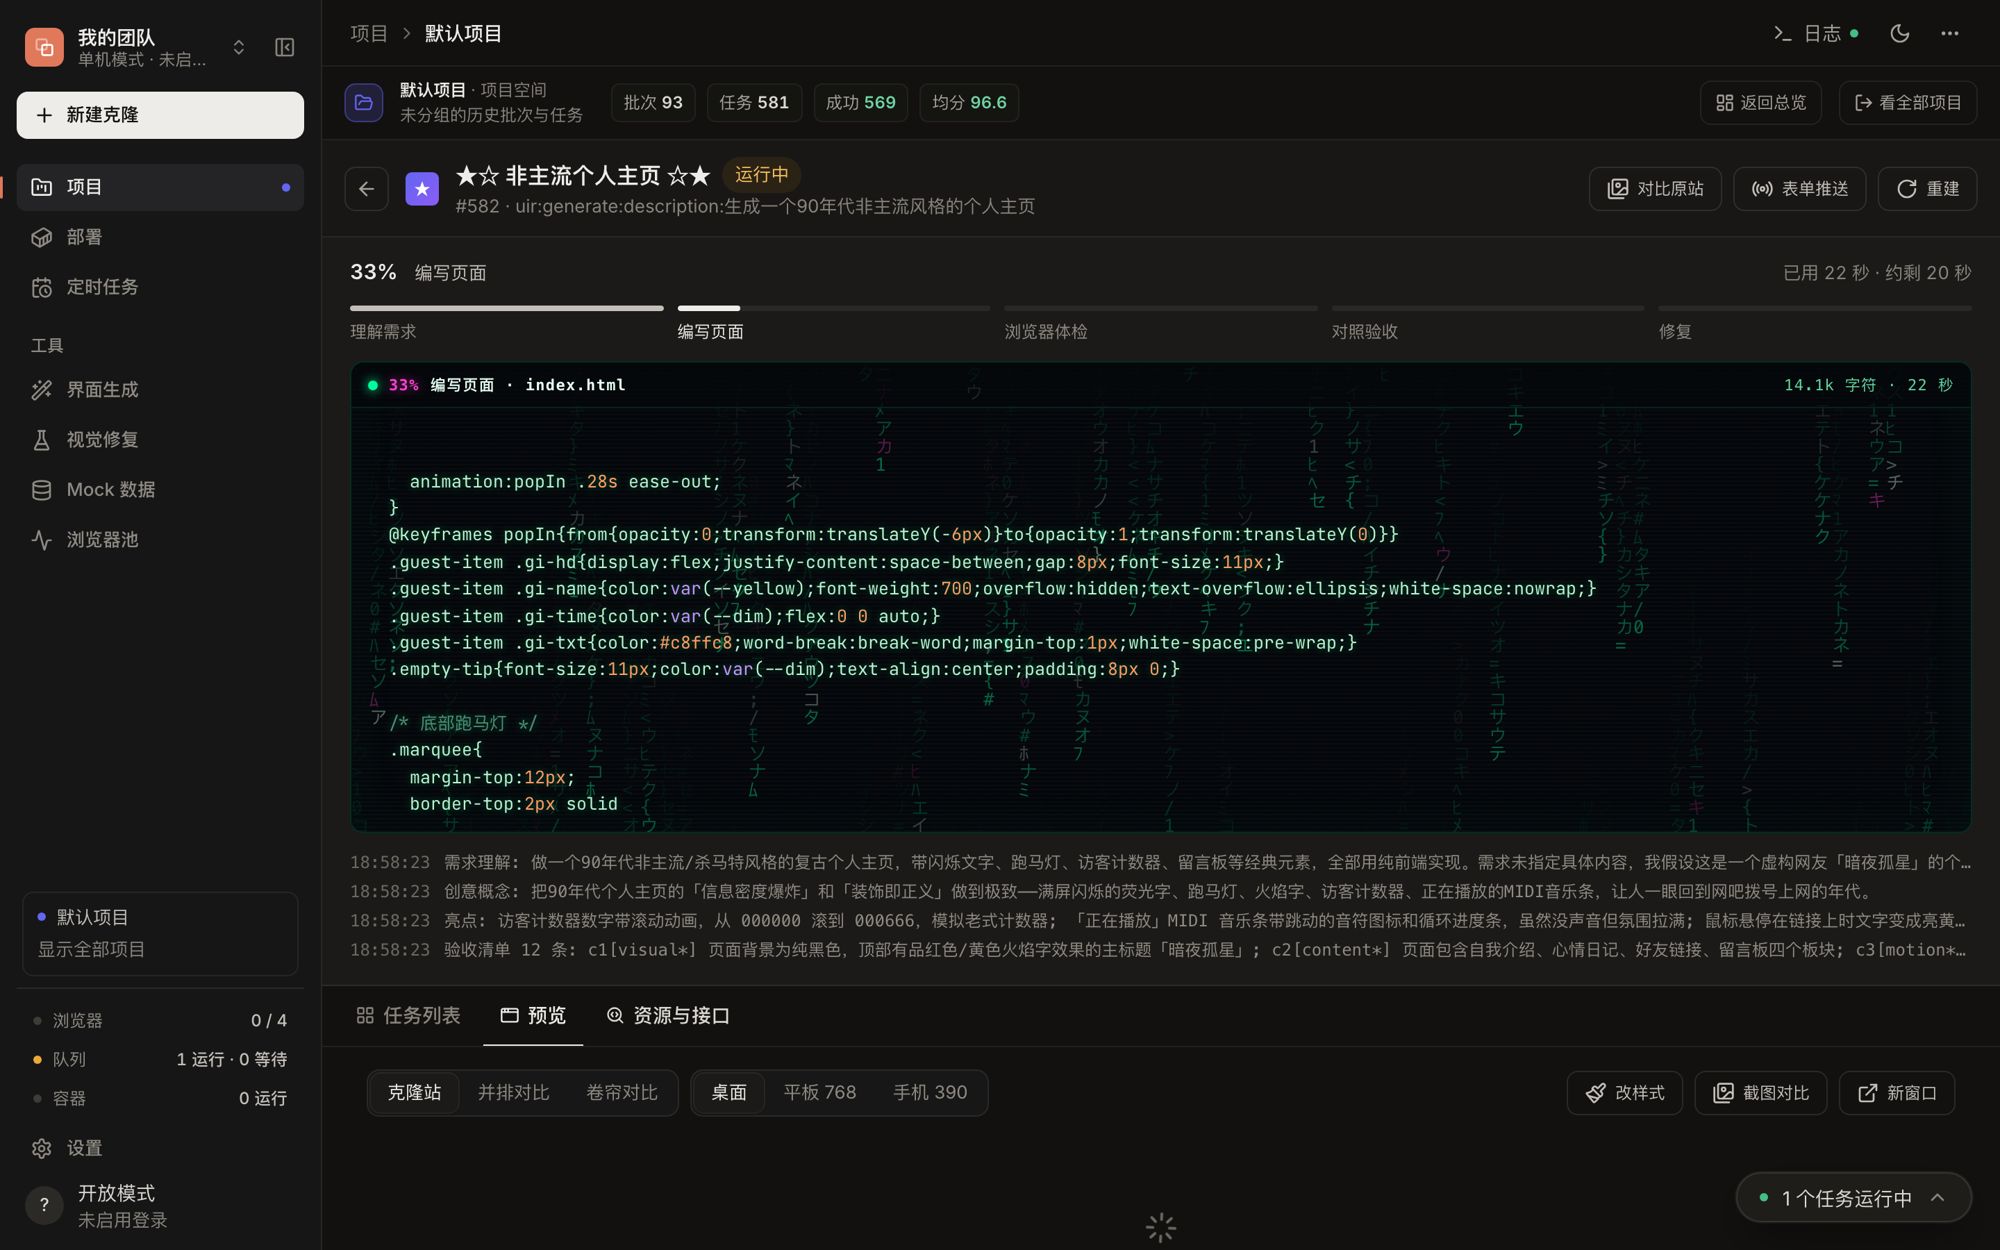 我的团队
单机模式 · 未启...
新建克隆
项目
部署
定时任务
工具
界面生成
视觉修复
Mock 数据
浏览器池
默认项目
显示全部项目
浏览器 0 / 4
队列 1 运行 · 0 等待
容器 0 运行
设置
?
开放模式
未启用登录
项目 > 默认项目
日志
默认项目 · 项目空间
未分组的历史批次与任务
批次 93
任务 581
成功 569
均分 96.6
返回总览
看全部项目
★☆ 非主流个人主页 ☆★
运行中
#582 · uir:generate:description:生成一个90年代非主流风格的个人主页
对比原站
表单推送
重建
33% 编写页面
已用 22 秒 · 约剩 20 秒
理解需求
编写页面
浏览器体检
对照验收
修复
33% 编写页面 · index.html
14.1k 字符 · 22 秒
animation:popIn .28s ease-out;
}
@keyframes popIn{from{opacity:0;transform:translateY(-6px)}to{opacity:1;transform:translateY(0)}}
.guest-item .gi-hd{display:flex;justify-content:space-between;gap:8px;font-size:11px;}
.guest-item .gi-name{color:var(--yellow);font-weight:700;overflow:hidden;text-overflow:ellipsis;white-space:nowrap;}
.guest-item .gi-time{color:var(--dim);flex:0 0 auto;}
.guest-item .gi-txt{color:#c8ffc8;word-break:break-word;margin-top:1px;white-space:pre-wrap;}
.empty-tip{font-size:11px;color:var(--dim);text-align:center;padding:8px 0;}
/* 底部跑马灯 */
.marquee{
margin-top:12px;
border-top:2px solid
18:58:23 需求理解: 做一个90年代非主流/杀马特风格的复古个人主页，带闪烁文字、跑马灯、访客计数器、留言板等经典元素，全部用纯前端实现。需求未指定具体内容，我假设这是一个虚构网友「暗夜孤星」的个…
18:58:23 创意概念: 把90年代个人主页的「信息密度爆炸」和「装饰即正义」做到极致——满屏闪烁的荧光字、跑马灯、火焰字、访客计数器、正在播放的MIDI音乐条，让人一眼回到网吧拨号上网的年代。
18:58:23 亮点: 访客计数器数字带滚动动画，从 000000 滚到 000666，模拟老式计数器; 「正在播放」MIDI 音乐条带跳动的音符图标和循环进度条，虽然没声音但氛围拉满; 鼠标悬停在链接上时文字变成亮黄…
18:58:23 验收清单 12 条: c1[visual*] 页面背景为纯黑色，顶部有品红色/黄色火焰字效果的主标题「暗夜孤星」; c2[content*] 页面包含自我介绍、心情日记、好友链接、留言板四个板块; c3[motion*…
任务列表
预览
资源与接口
克隆站
并排对比
卷帘对比
桌面
平板 768
手机 390
改样式
截图对比
新窗口
1 个任务运行中